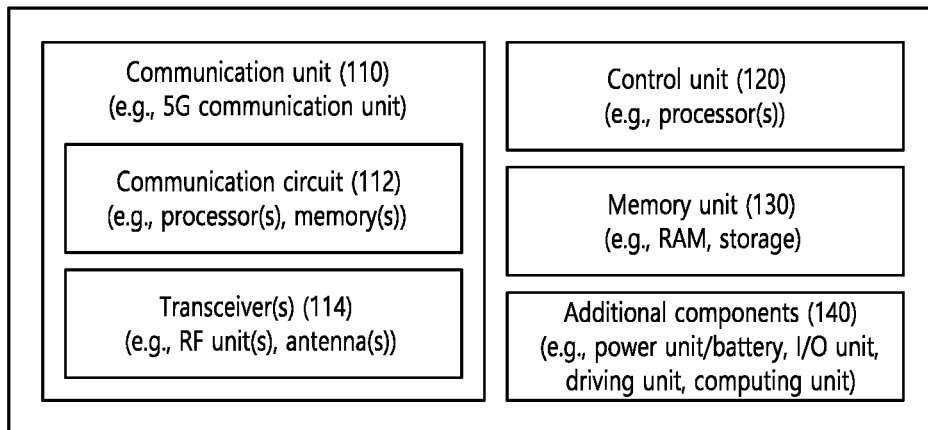 Communication unit (110)
(e.g., 5G communication unit)
Communication circuit (112)
(e.g., processor(s), memory(s))
Transceiver(s) (114)
(e.g., RF unit(s), antenna(s))
Control unit (120)
(e.g., processor(s))
Memory unit (130)
(e.g., RAM, storage)
Additional components (140)
(e.g., power unit/battery, I/O unit,
driving unit, computing unit)